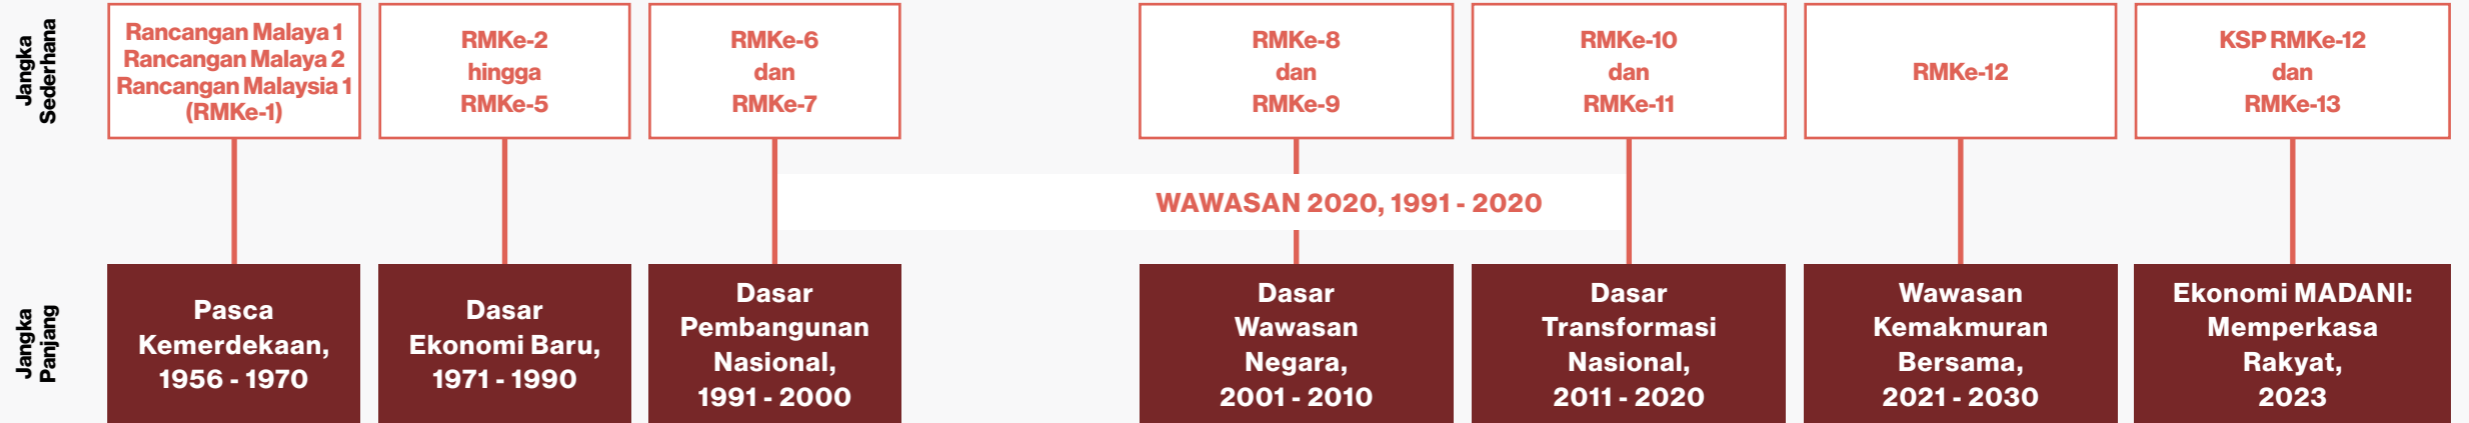 Jangka
Sederhana
Rancangan Malaya 1
Rancangan Malaya 2
Rancangan Malaysia 1
(RMKe-1)
RMKe-2
hingga
RMKe-5
RMKe-6
dan
RMKe-7
RMKe-8
dan
RMKe-9
RMKe-10
dan
RMKe-11
RMKe-12
KSP RMKe-12
dan
RMKe-13
WAWASAN 2020, 1991 - 2020
Jangka
Panjang
Pasca
Kemerdekaan,
1956 - 1970
Dasar
Ekonomi Baru,
1971 - 1990
Dasar
Pembangunan
Nasional,
1991 - 2000
Dasar
Wawasan
Negara,
2001 - 2010
Dasar
Transformasi
Nasional,
2011 - 2020
Wawasan
Kemakmuran
Bersama,
2021 - 2030
Ekonomi MADANI:
Memperkasa
Rakyat,
2023